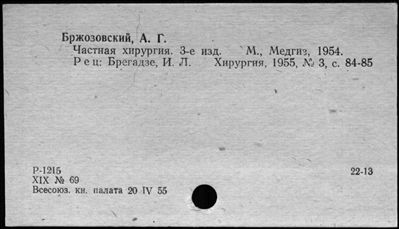 Бржозовский, А. Г.
Частная хирургия. 3-е изд. М., Медгиз, 1954.
Рец: Брегадзе, И. Л. Хирургия, 1955, № 3, с. 84-85
Р-1215 22-13
XIX № 69
Всесоюз. кн. палата 20 IV 55